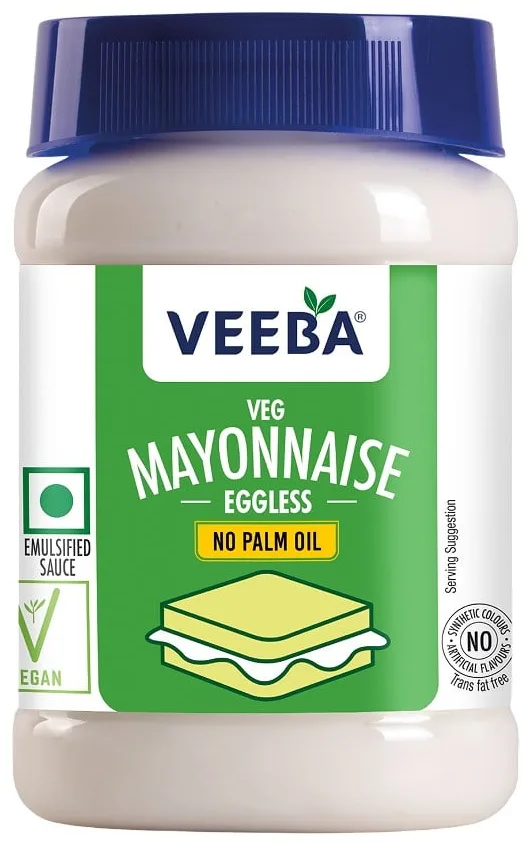 VEEBA®
VEG
MAYONNAISE
EGGLESS
NO PALM OIL
EMULSIFIED
SAUCE
EGAN
Serving Suggestion
SYNTHETIC COLOURS
NO
ARTIFICIAL FLAVOURS
Trans fat free